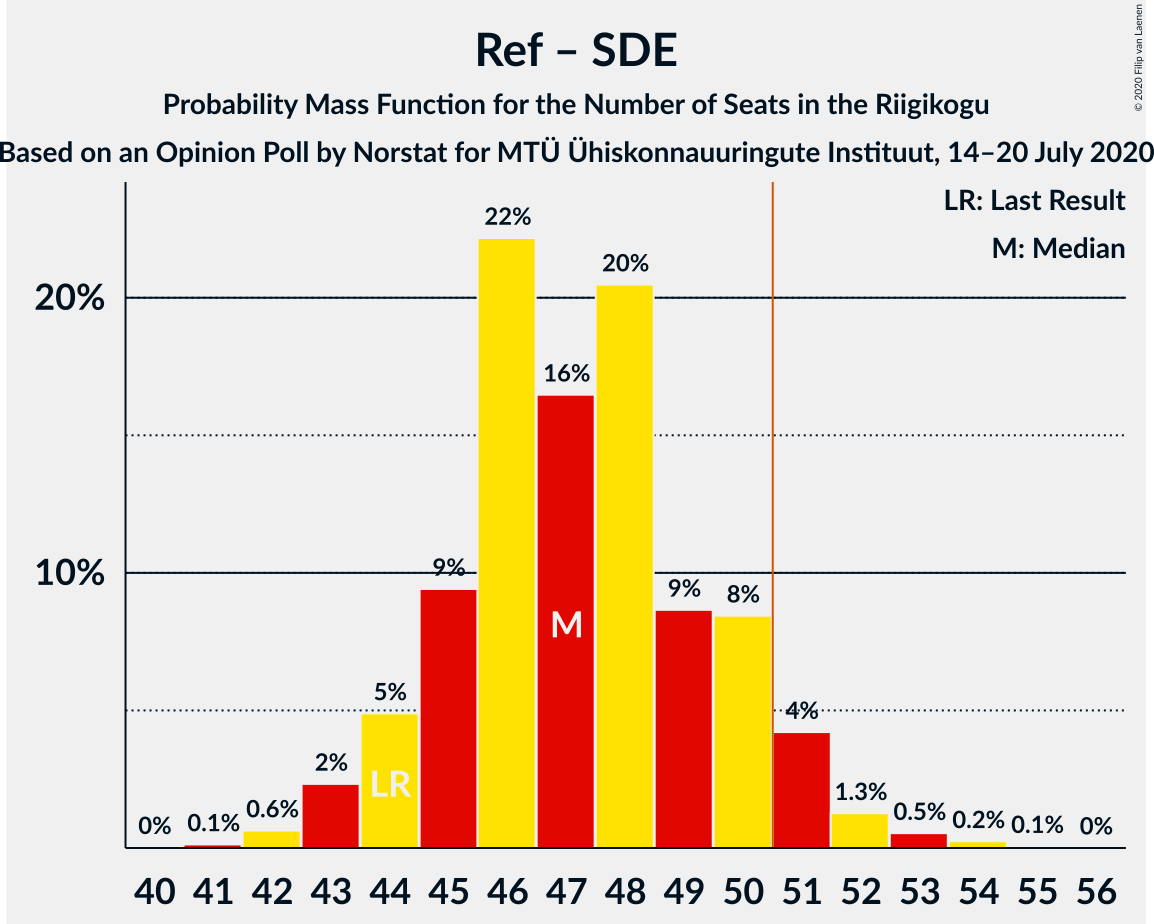 Ref – SDE
Probability Mass Function for the Number of Seats in the Riigikogu
Based on an Opinion Poll by Norstat for MTÜ Ühiskonnauuringute Instituut, 14–20 July 2020
© 2020 Filip van Laenen
LR: Last Result
M: Median
20%
10%
0%
0.1%
0.6%
2%
5%
9%
22%
16%
20%
9%
8%
4%
1.3%
0.5%
0.2%
0.1%
0%
LR
M
40 41 42 43 44 45 46 47 48 49 50 51 52 53 54 55 56